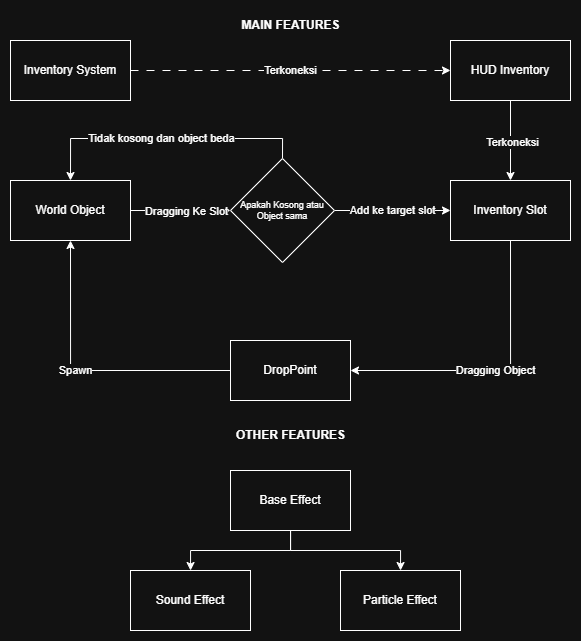 MAIN FEATURES
Inventory System
Terkoneksi
HUD Inventory
Terkoneksi
Tidak kosong dan object beda
World Object
Dragging Ke Slot
Apakah Kosong atau
Object sama
Add ke target slot
Inventory Slot
DropPoint
Spawn
Dragging Object
OTHER FEATURES
Base Effect
Sound Effect
Particle Effect